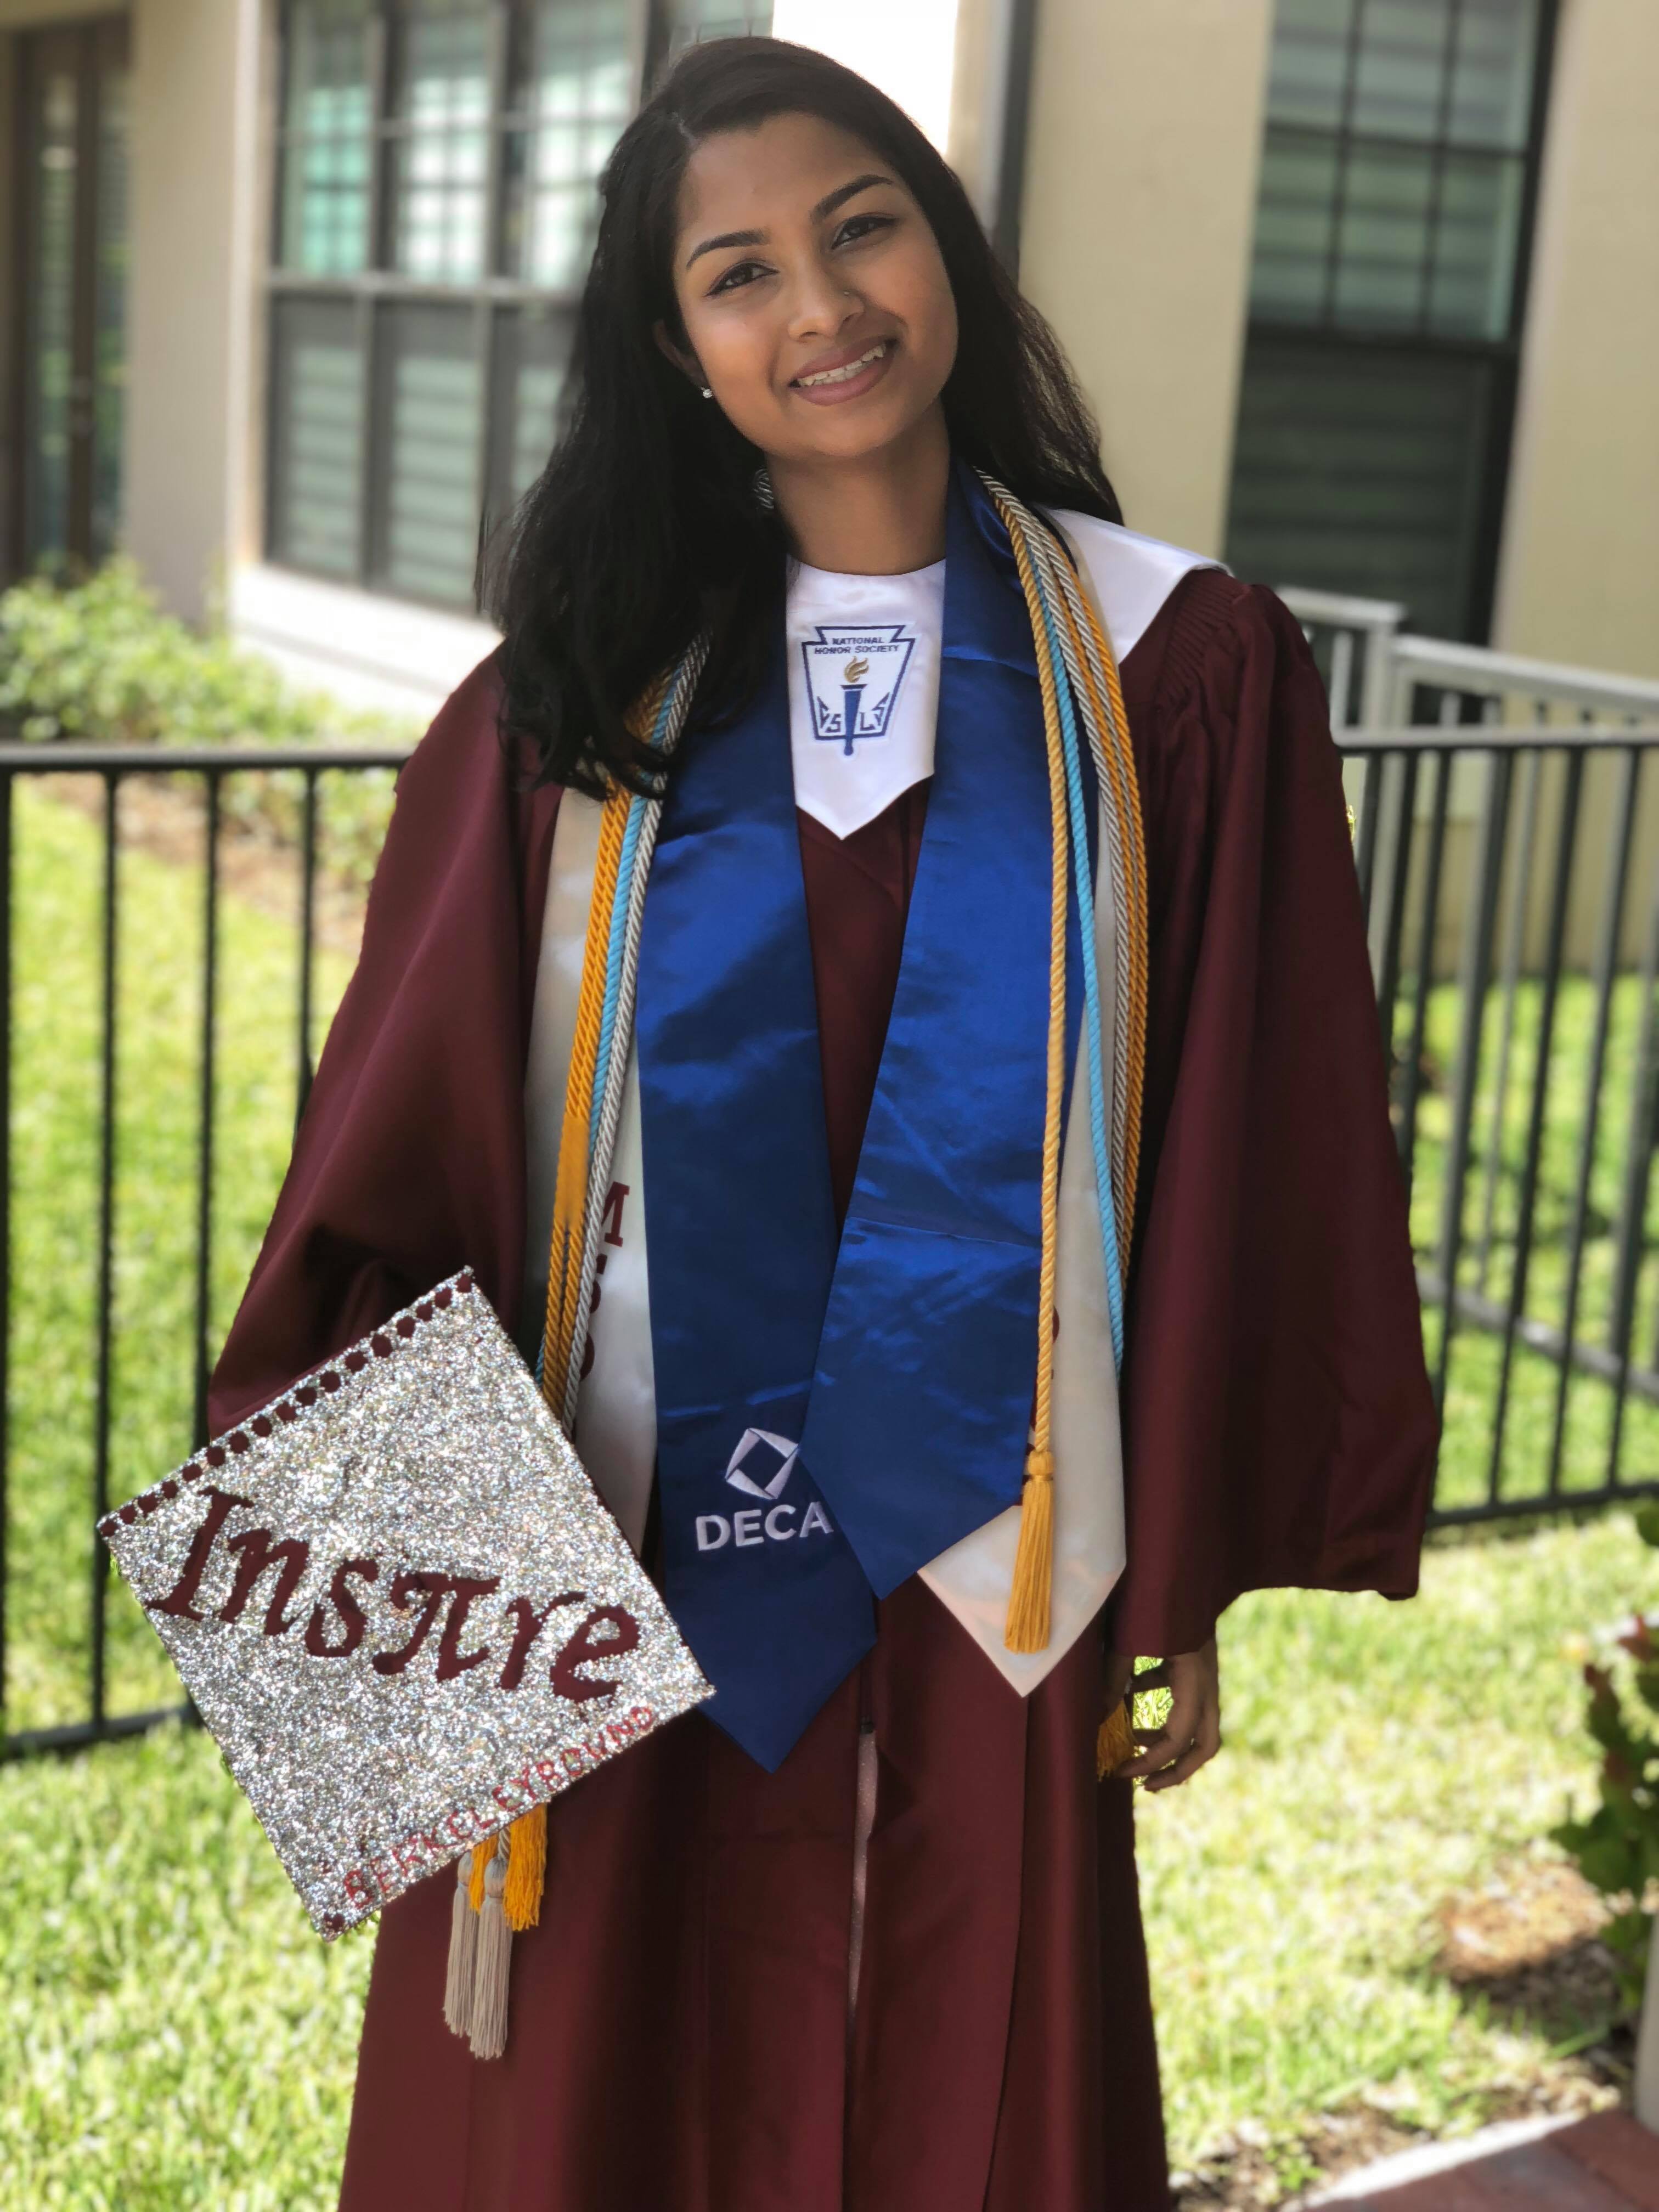 NATIONAL
HONOR SOCIETY
C S L S
DECA
Insπre
BERKELEYBOUND